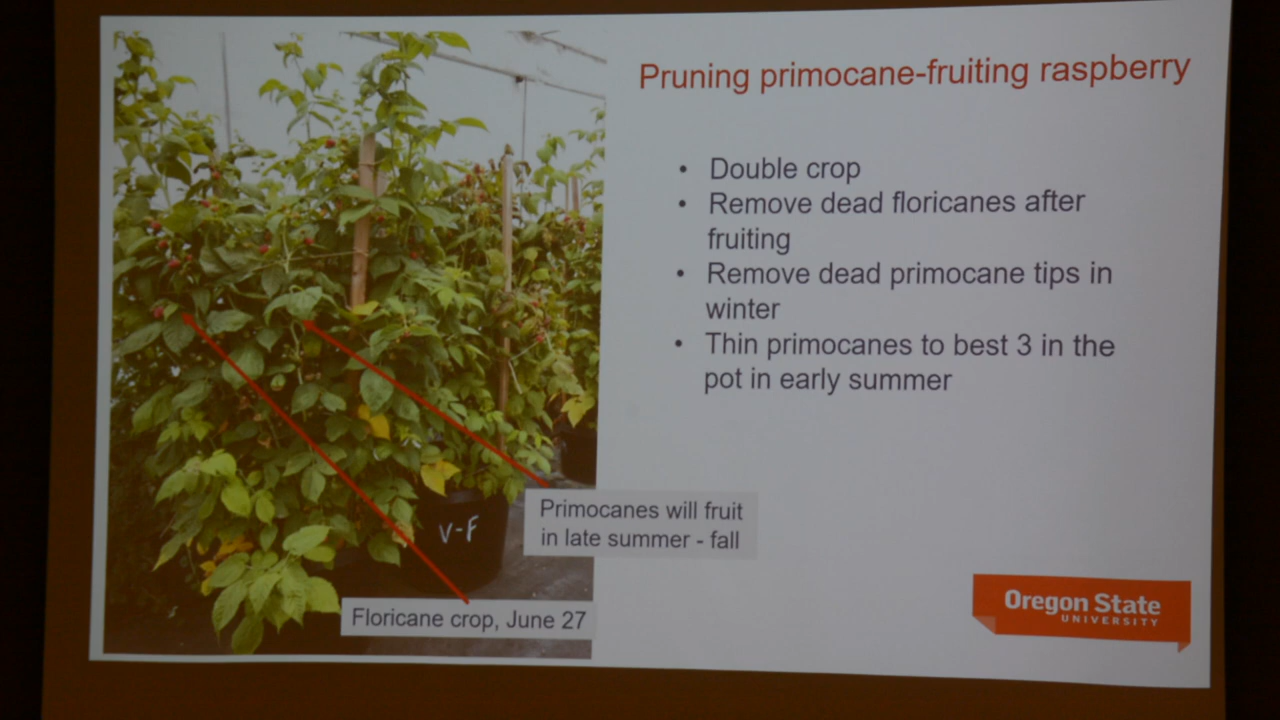 Pruning primocane-fruiting raspberry
• Double crop
• Remove dead floricanes after
fruiting
• Remove dead primocane tips in
winter
• Thin primocanes to best 3 in the
pot in early summer
V-F
Primocanes will fruit
in late summer - fall
Floricane crop, June 27
Oregon State
UNIVERSITY